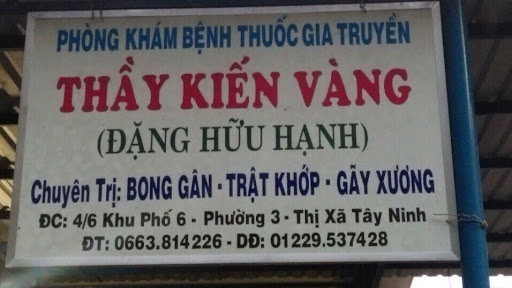 PHÒNG KHÁM BỆNH THUỐC GIA TRUYỀN
THẦY KIẾN VÀNG
(ĐẶNG HỮU HẠNH)
Chuyên Trị: BONG GÂN - TRẬT KHỚP - GÃY XƯƠNG
ĐC: 4/6 Khu Phố 6 - Phường 3 - Thị Xã Tây Ninh
ĐT: 0663.814226 - DĐ: 01229.537428